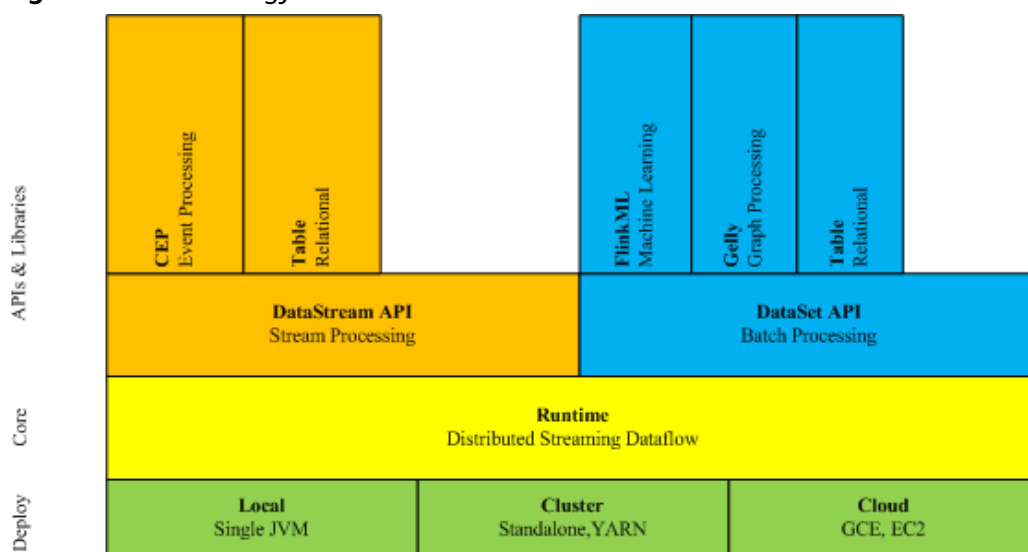 CEP
Event Processing
Table
Relational
FlinkML
Machine Learning
Gelly
Graph Processing
Table
Relational
APIs & Libraries
DataStream API
Stream Processing
DataSet API
Batch Processing
Core
Runtime
Distributed Streaming Dataflow
Deploy
Local
Single JVM
Cluster
Standalone,YARN
Cloud
GCE, EC2